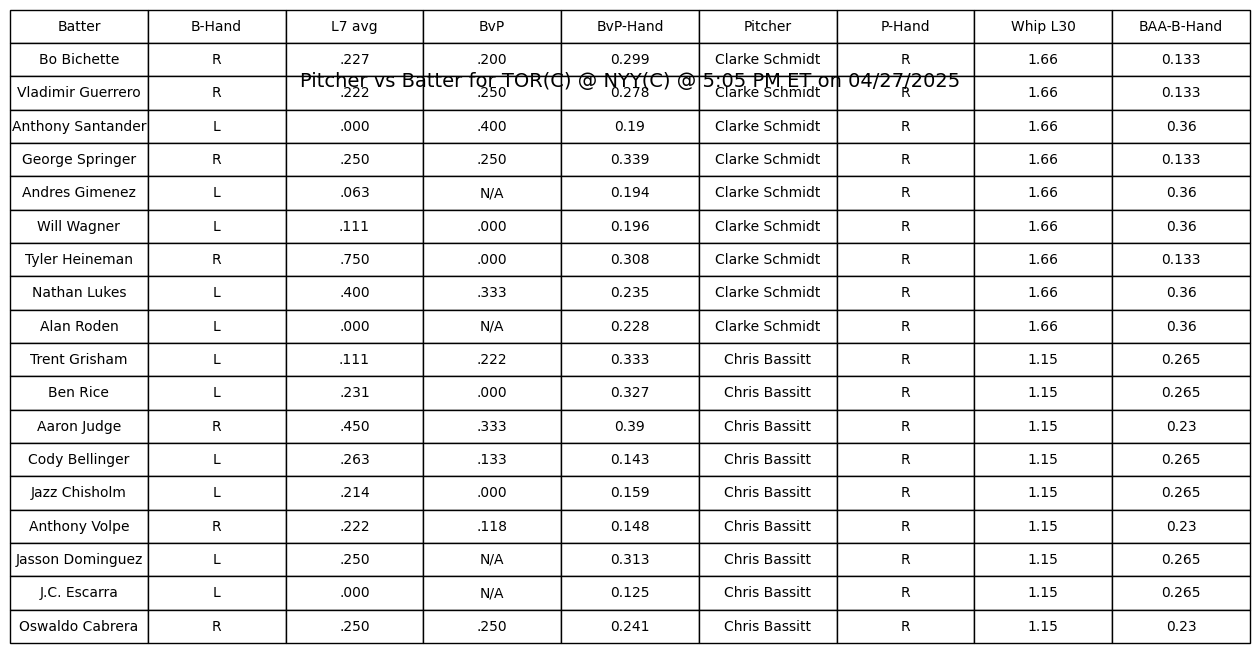 Batter B-Hand L7 avg BvP BvP-Hand Pitcher P-Hand Whip L30 BAA-B-Hand
Bo Bichette R .227 .200 0.299 Clarke Schmidt R 1.66 0.133
Pitcher vs Batter for TOR(C) @ NYY(C) @ 5:05 PM ET on 04/27/2025
Vladimir Guerrero R .222 .250 0.278 Clarke Schmidt R 1.66 0.133
Anthony Santander L .000 .400 0.19 Clarke Schmidt R 1.66 0.36
George Springer R .250 .250 0.339 Clarke Schmidt R 1.66 0.133
Andres Gimenez L .063 N/A 0.194 Clarke Schmidt R 1.66 0.36
Will Wagner L .111 .000 0.196 Clarke Schmidt R 1.66 0.36
Tyler Heineman R .750 .000 0.308 Clarke Schmidt R 1.66 0.133
Nathan Lukes L .400 .333 0.235 Clarke Schmidt R 1.66 0.36
Alan Roden L .000 N/A 0.228 Clarke Schmidt R 1.66 0.36
Trent Grisham L .111 .222 0.333 Chris Bassitt R 1.15 0.265
Ben Rice L .231 .000 0.327 Chris Bassitt R 1.15 0.265
Aaron Judge R .450 .333 0.39 Chris Bassitt R 1.15 0.23
Cody Bellinger L .263 .133 0.143 Chris Bassitt R 1.15 0.265
Jazz Chisholm L .214 .000 0.159 Chris Bassitt R 1.15 0.265
Anthony Volpe R .222 .118 0.148 Chris Bassitt R 1.15 0.23
Jasson Dominguez L .250 N/A 0.313 Chris Bassitt R 1.15 0.265
J.C. Escarra L .000 N/A 0.125 Chris Bassitt R 1.15 0.265
Oswaldo Cabrera R .250 .250 0.241 Chris Bassitt R 1.15 0.23